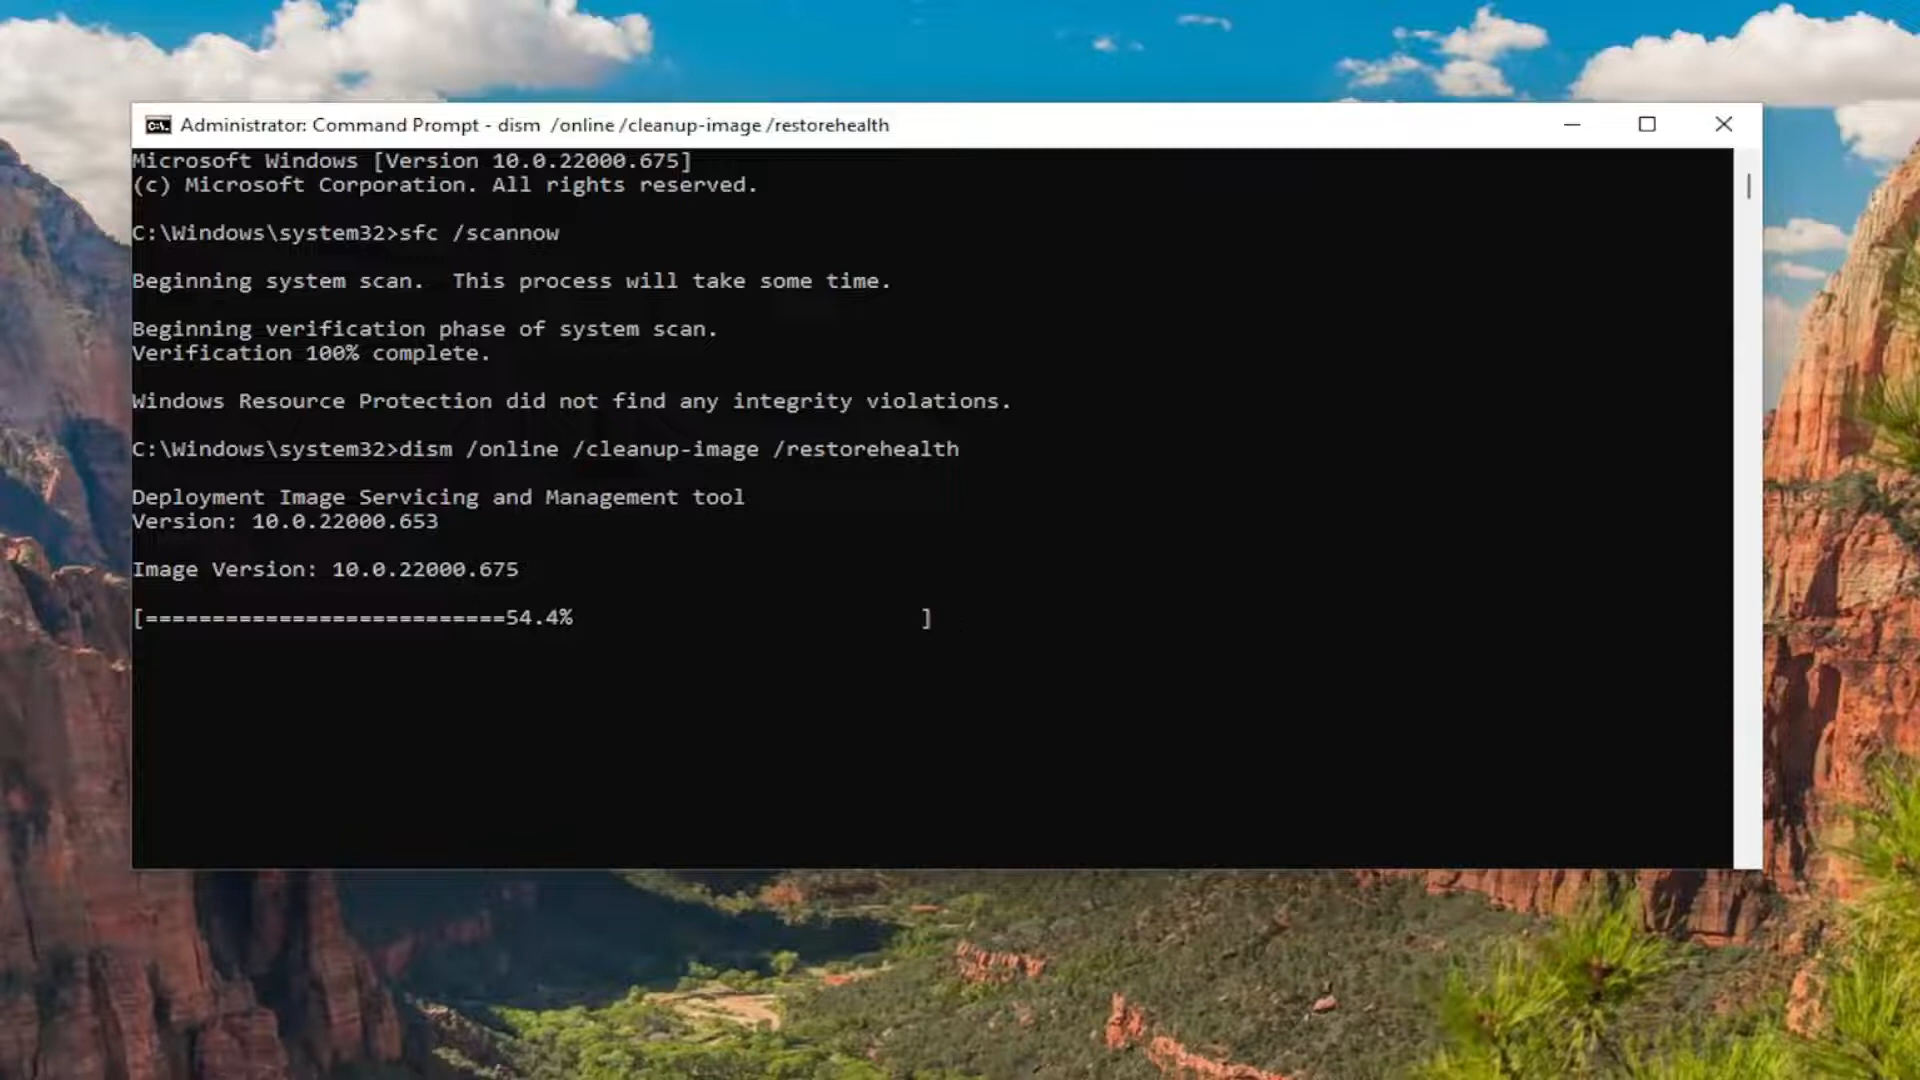 Administrator: Command Prompt - dism  /online /cleanup-image /restorehealth
Microsoft Windows [Version 10.0.22000.675]
(c) Microsoft Corporation. All rights reserved.
C:\Windows\system32>sfc /scannow
Beginning system scan.  This process will take some time.
Beginning verification phase of system scan.
Verification 100% complete.
Windows Resource Protection did not find any integrity violations.
C:\Windows\system32>dism /online /cleanup-image /restorehealth
Deployment Image Servicing and Management tool
Version: 10.0.22000.653
Image Version: 10.0.22000.675
[===========================54.4%                          ]